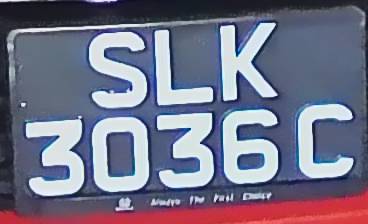 SLK
3036C
Always The First Choice